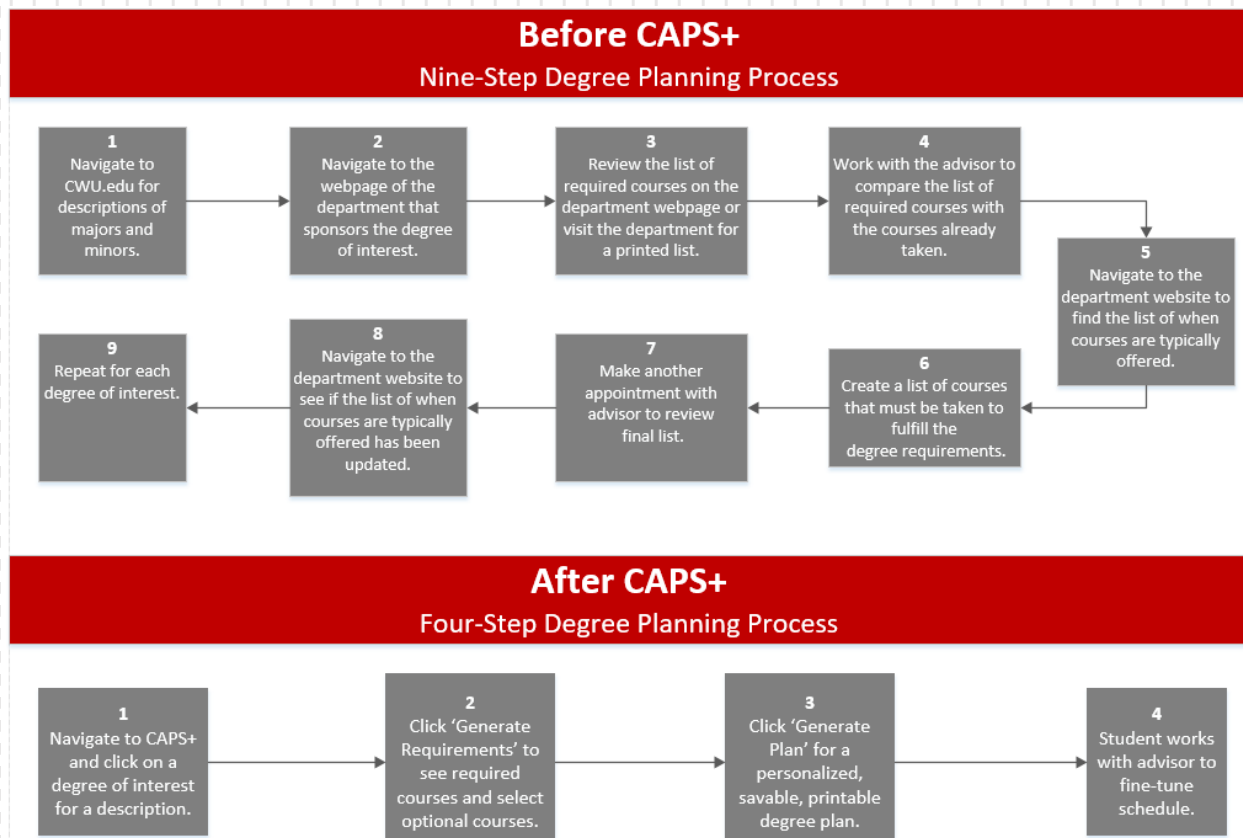 Before CAPS+
Nine-Step Degree Planning Process
1
Navigate to
CWU.edu for
descriptions of
majors and
minors.
2
Navigate to the
webpage of the
department that
sponsors the degree
of interest.
3
Review the list of
required courses on the
department webpage or
visit the department for
a printed list.
4
Work with the advisor to
compare the list of
required courses with
the courses already
taken.
5
Navigate to the
department website to
find the list of when
courses are typically
offered.
6
Create a list of courses
that must be taken to
fulfill the
degree requirements.
7
Make another
appointment with
advisor to review
final list.
8
Navigate to the
department website to
see if the list of when
courses are typically
offered has been
updated.
9
Repeat for each
degree of interest.
After CAPS+
Four-Step Degree Planning Process
1
Navigate to CAPS+
and click on a
degree of interest
for a description.
2
Click ‘Generate
Requirements’ to
see required
courses and select
optional courses.
3
Click ‘Generate
Plan’ for a
personalized,
savable, printable
degree plan.
4
Student works
with advisor to
fine-tune
schedule.